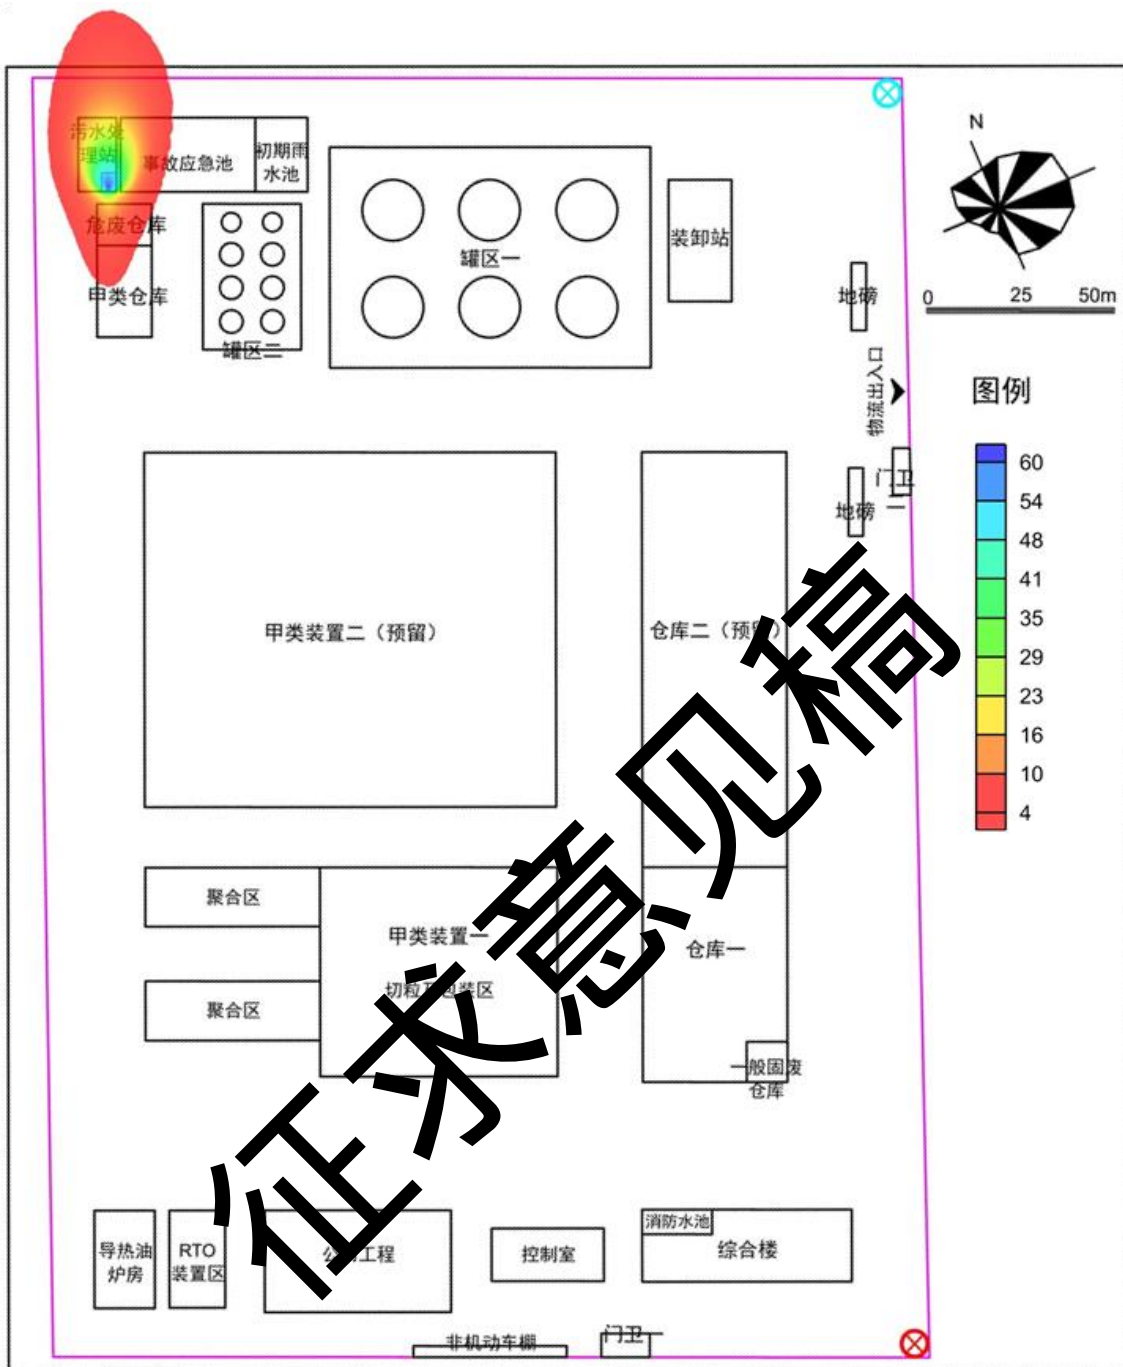 污水处
理站
事故应急池
初期雨
水池
N
危废仓库
甲类仓库
罐区二
罐区一
装卸站
地磅
0 25 50m
物流出入口
图例
门卫
二
地磅
60
54
48
41
35
29
23
16
10
4
甲类装置二（预留）
仓库二（预留）
聚合区
甲类装置一
切粒及包装区
聚合区
仓库一
一般固废
仓库
征求意见稿
导热油
炉房
RTO
装置区
公用工程
控制室
消防水池
综合楼
非机动车棚
门卫一